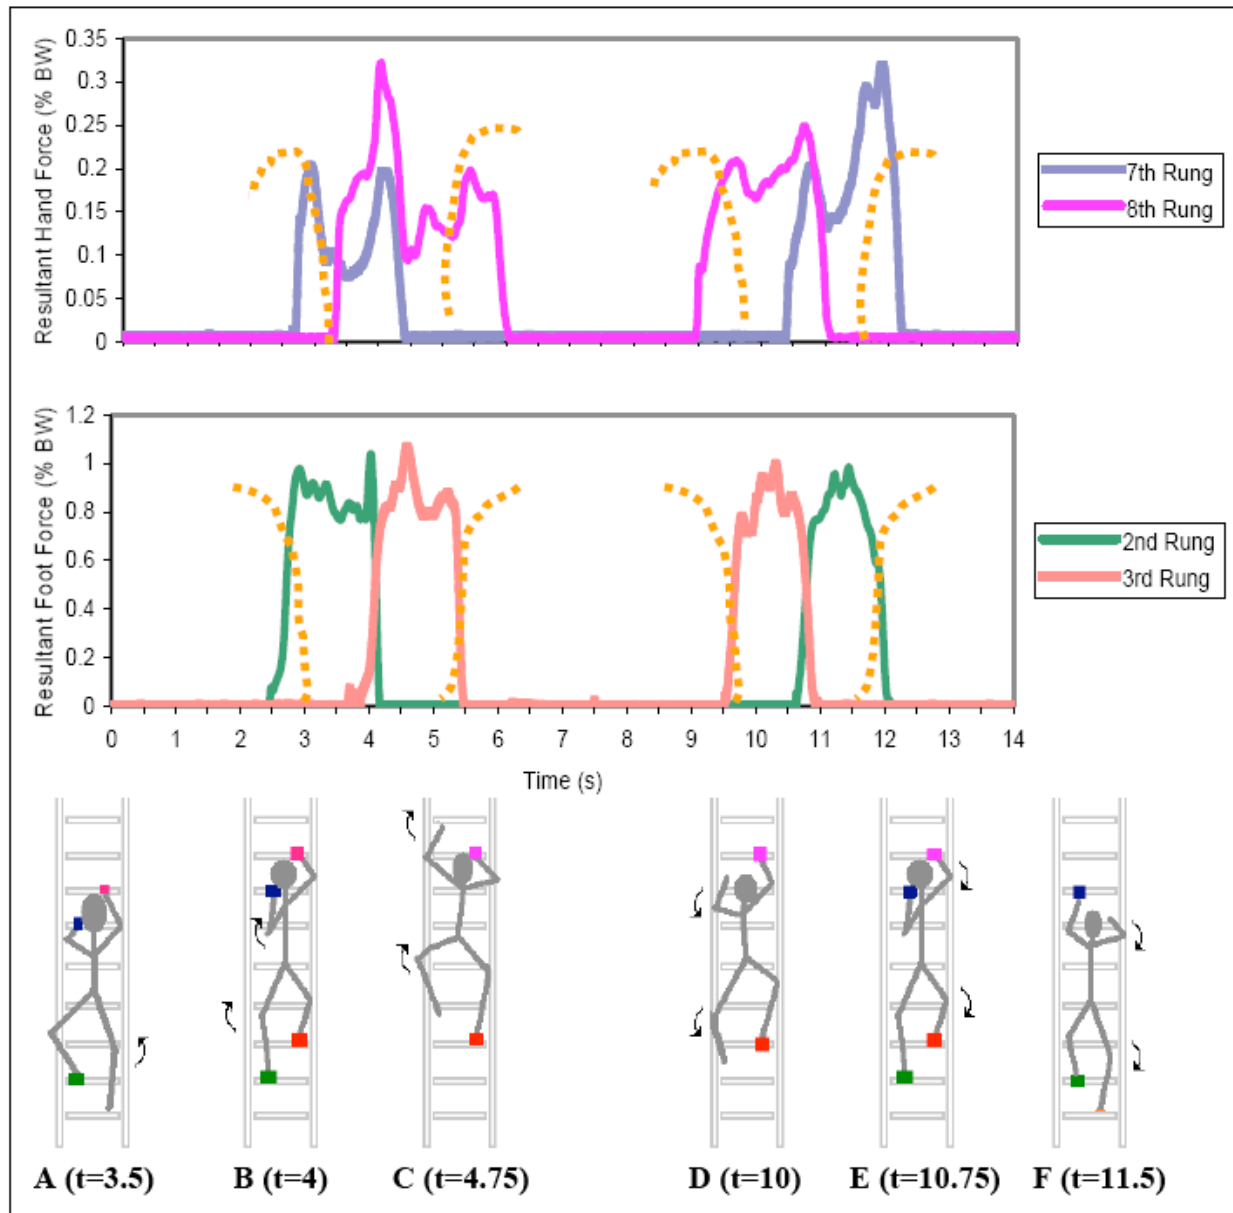 Resultant Hand Force (% BW)
0.35
0.3
0.25
0.2
0.15
0.1
0.05
0
7th Rung
8th Rung
Resultant Foot Force (% BW)
1.2
1
0.8
0.6
0.4
0.2
0
2nd Rung
3rd Rung
0 1 2 3 4 5 6 7 8 9 10 11 12 13 14
Time (s)
A (t=3.5) B (t=4) C (t=4.75) D (t=10) E (t=10.75) F (t=11.5)